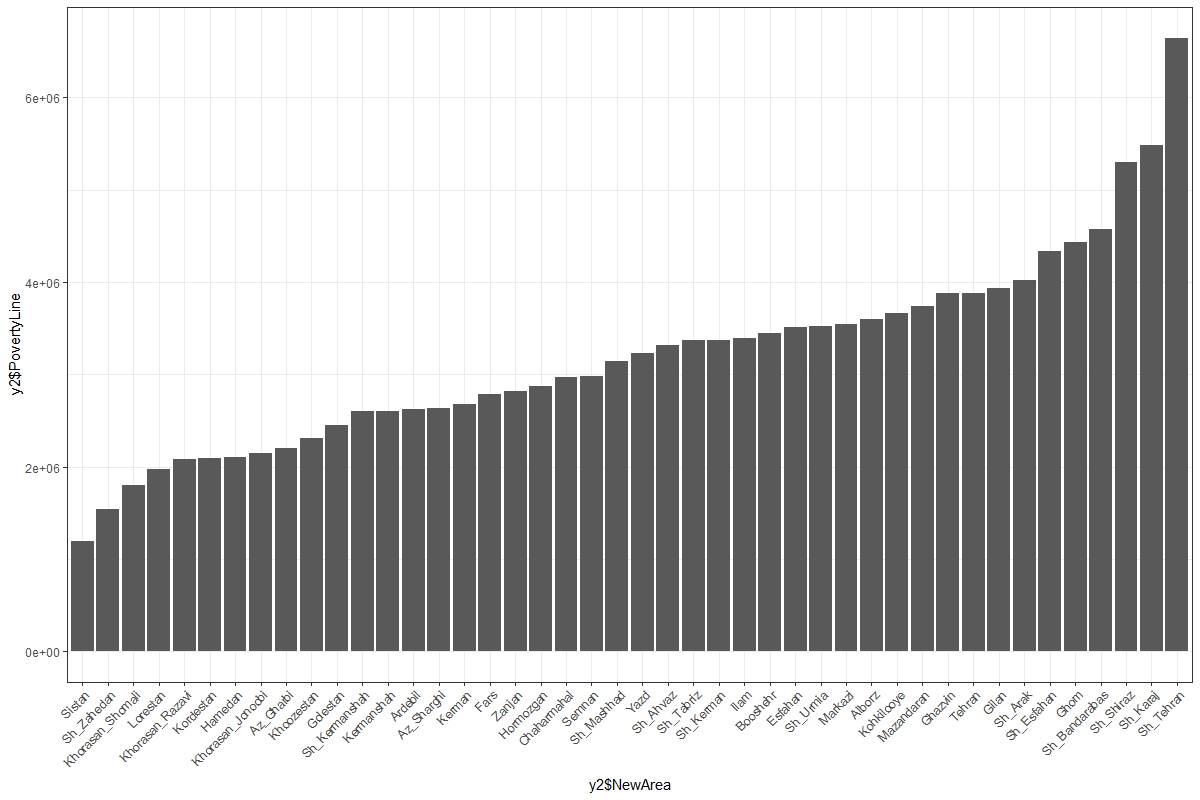 6e+06
4e+06
2e+06
0e+00
y2$PovertyLine
Sistan
Sh_Zahedan
Khorasan_Shomali
Lorestan
Khorasan_Razavi
Kordestan
Hamedan
Khorasan_Jonoobi
Az_Gharbi
Khoozestan
Golestan
Sh_Kermanshah
Kermanshah
Ardebil
Az_Sharghi
Kerman
Fars
Zanjan
Hormozgan
Charmahal
Semnan
Sh_Mashhad
Yazd
Sh_Ahvaz
Sh_Tabriz
Sh_Kerman
Ilam
Booshehr
Esfahan
Sh_Urmia
Markazi
Alborz
Kohkilooye
Mazandaran
Ghazvin
Tehran
Gilan
Sh_Arak
Sh_Esfahan
Ghom
Sh_Bandarabas
Sh_Shiraz
Sh_Karaj
Sh_Tehran
y2$NewArea